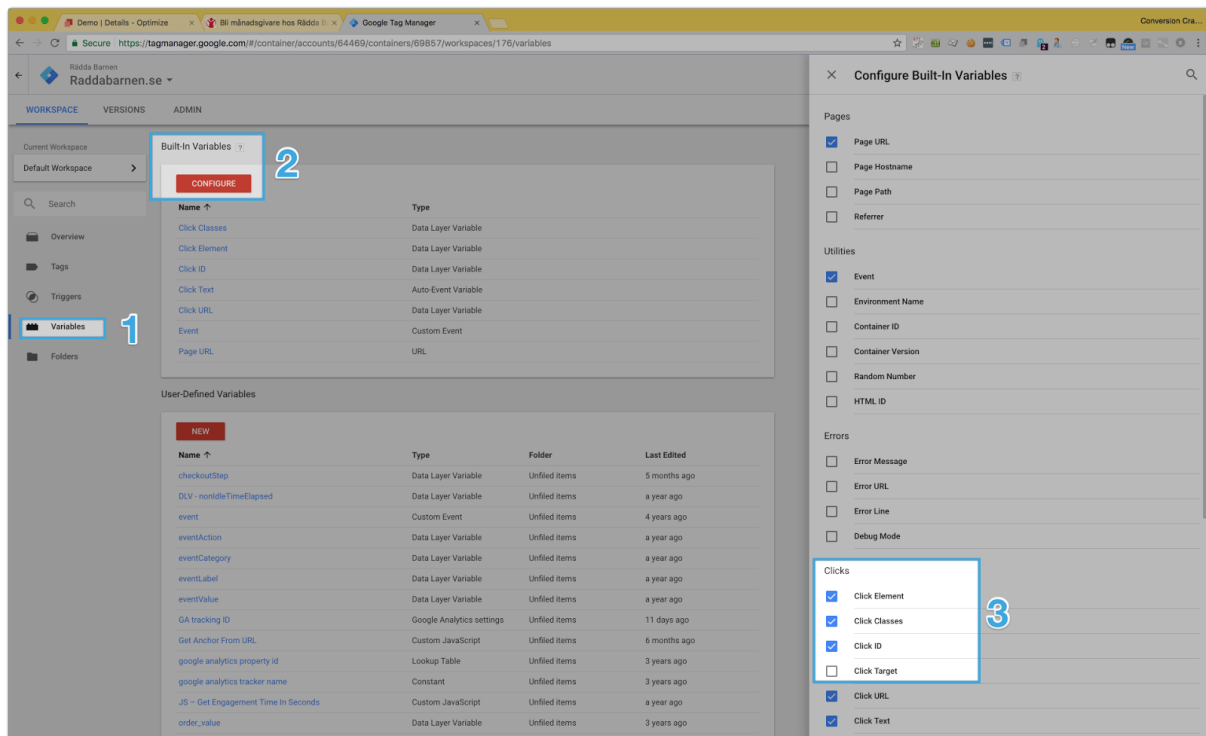 Demo | Details - Optimize
Bli månadsgivare hos Rädda B
Google Tag Manager
Conversion Cra...
Secure https://tagmanager.google.com/#/container/accounts/64469/containers/69857/workspaces/176/variables
Rädda Barnen
Raddabarnen.se
WORKSPACE VERSIONS ADMIN
Current Workspace
Default Workspace
Search
Overview
Tags
Triggers
Variables
1
Folders
Built-In Variables ?
2
CONFIGURE
Name Type
Click Classes Data Layer Variable
Click Element Data Layer Variable
Click ID Data Layer Variable
Click Text Auto-Event Variable
Click URL Data Layer Variable
Event Custom Event
Page URL URL
User-Defined Variables
NEW
Name Type Folder Last Edited
checkoutStep Data Layer Variable Unfiled items 5 months ago
DLV - nonIdleTimeElapsed Data Layer Variable Unfiled items a year ago
event Custom Event Unfiled items 4 years ago
eventAction Data Layer Variable Unfiled items a year ago
eventCategory Data Layer Variable Unfiled items a year ago
eventLabel Data Layer Variable Unfiled items a year ago
eventValue Data Layer Variable Unfiled items a year ago
GA tracking ID Google Analytics settings Unfiled items 11 days ago
Get Anchor From URL Custom JavaScript Unfiled items 6 months ago
google analytics property id Lookup Table Unfiled items 3 years ago
google analytics tracker name Constant Unfiled items 3 years ago
JS – Get Engagement Time In Seconds Custom JavaScript Unfiled items a year ago
order_value Data Layer Variable Unfiled items 3 years ago
Configure Built-In Variables ?
Pages
Page URL
Page Hostname
Page Path
Referrer
Utilities
Event
Environment Name
Container ID
Container Version
Random Number
HTML ID
Errors
Error Message
Error URL
Error Line
Debug Mode
Clicks
Click Element
Click Classes
3
Click ID
Click Target
Click URL
Click Text